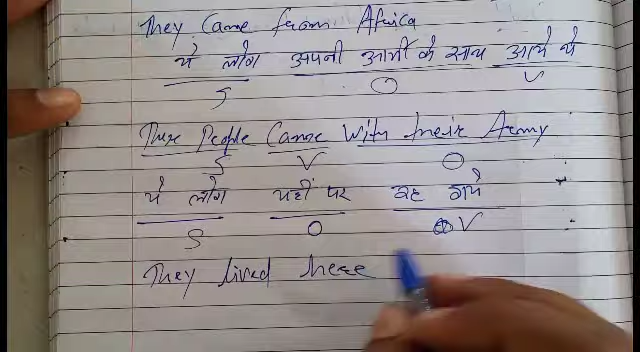 They Came from Africa
ये लोग अपनी आर्मी के साथ आये थे
S O V
These People Came With their Army
S V O
ये लोग यहीं पर रह गये
S O V
They lived here